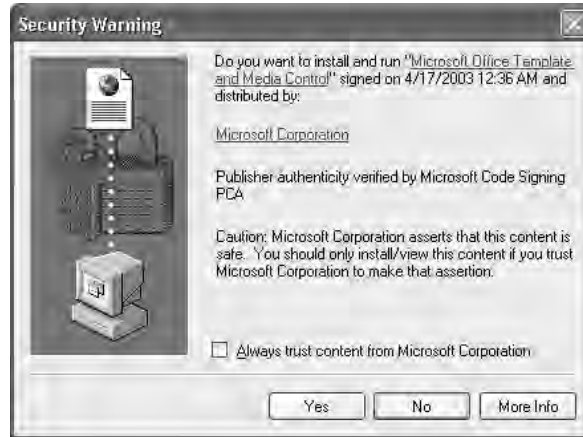 Security Warning
Do you want to install and run "Microsoft Office Template
and Media Control" signed on 4/17/2003 12:36 AM and
distributed by:
Microsoft Corporation
Publisher authenticity verified by Microsoft Code Signing
PCA
Caution: Microsoft Corporation asserts that this content is
safe. You should only install/view this content if you trust
Microsoft Corporation to make that assertion.
Always trust content from Microsoft Corporation
Yes No More Info